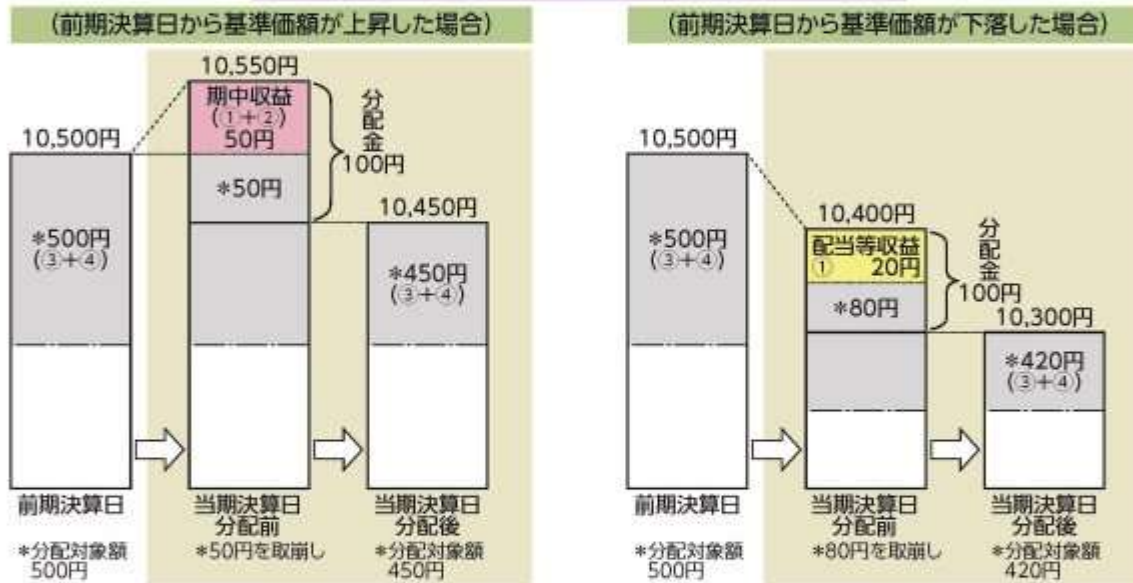 (前期決算日から基準価額が上昇した場合)
10,550円
期中収益
(①+②)
50円
*50円
分配金
100円
10,500円
*500円
(③+④)
10,450円
*450円
(③+④)
前期決算日
当期決算日
分配前
当期決算日
分配後
*分配対象額
500円
*50円を取崩し
*分配対象額
450円
(前期決算日から基準価額が下落した場合)
10,500円
*500円
(③+④)
10,400円
配当等収益
① 20円
*80円
分配金
100円
10,300円
*420円
(③+④)
前期決算日
当期決算日
分配前
当期決算日
分配後
*分配対象額
500円
*80円を取崩し
*分配対象額
420円